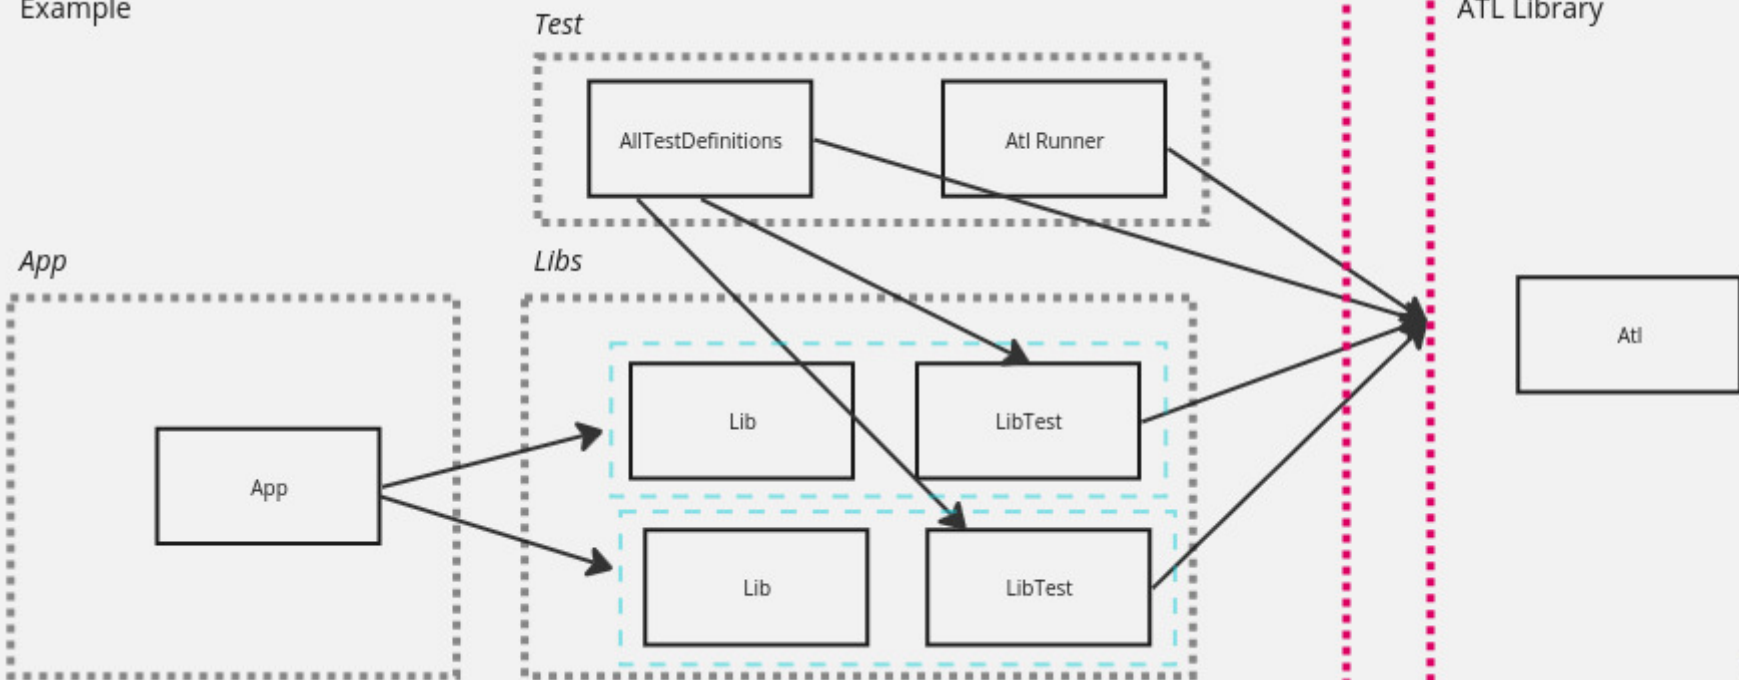 Example
ATL Library
Test
AllTestDefinitions
Atl Runner
App
Libs
Atl
Lib
LibTest
App
Lib
LibTest